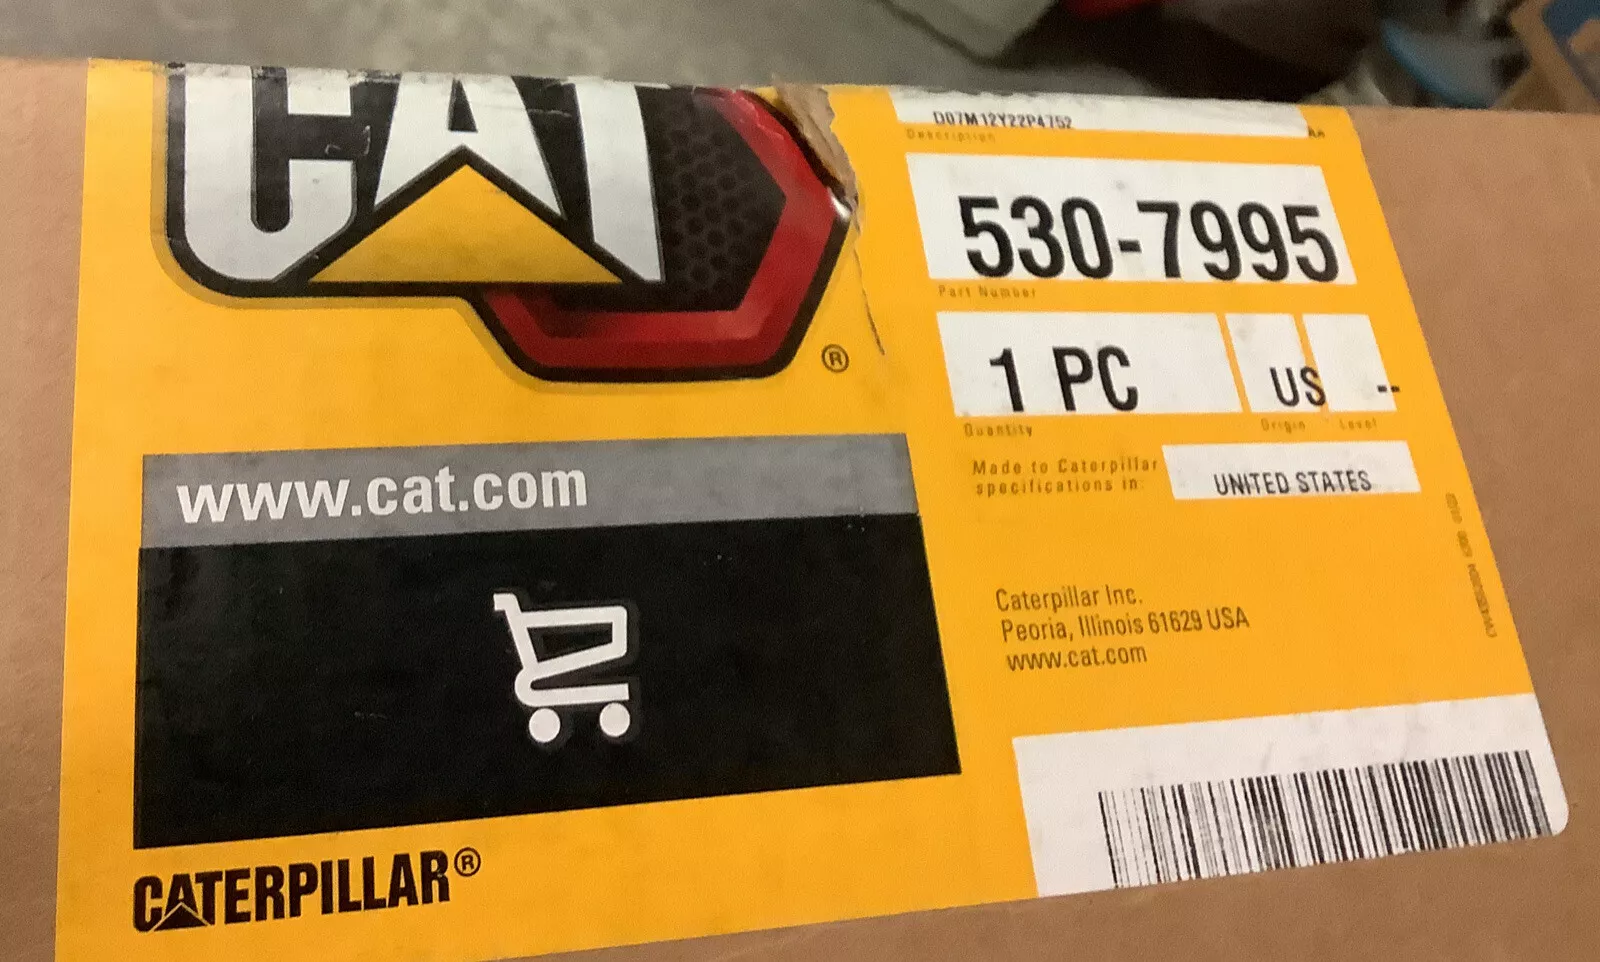 CAT
®
www.cat.com
CATERPILLAR®
D07M12Y22P4752
Description
AA
530-7995
Part Number
1 PC
US
--
Quantity
Origin
Level
Made to Caterpillar
specifications in:
UNITED STATES
Caterpillar Inc.
Peoria, Illinois 61629 USA
www.cat.com